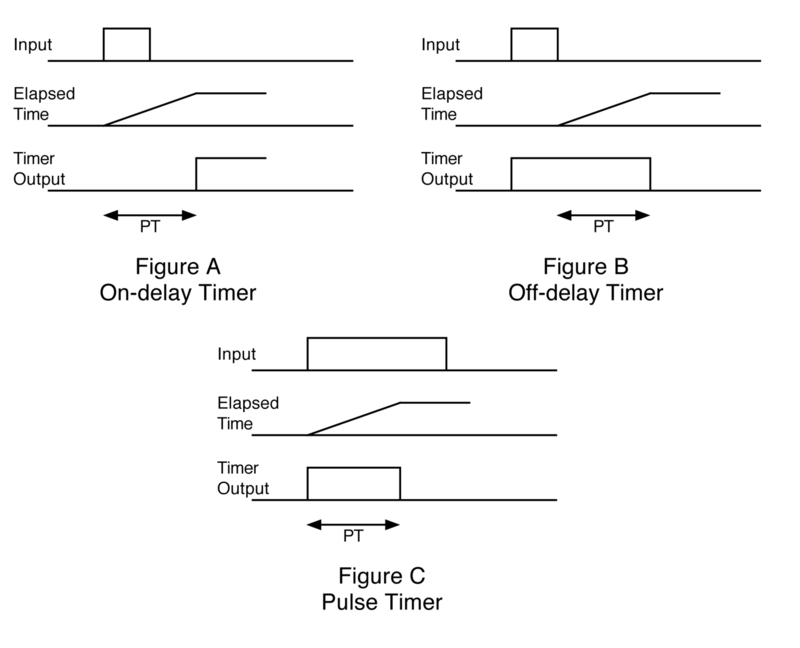 Input
Elapsed
Time
Timer
Output
PT
Figure A
On-delay Timer
Input
Elapsed
Time
Timer
Output
PT
Figure B
Off-delay Timer
Input
Elapsed
Time
Timer
Output
PT
Figure C
Pulse Timer